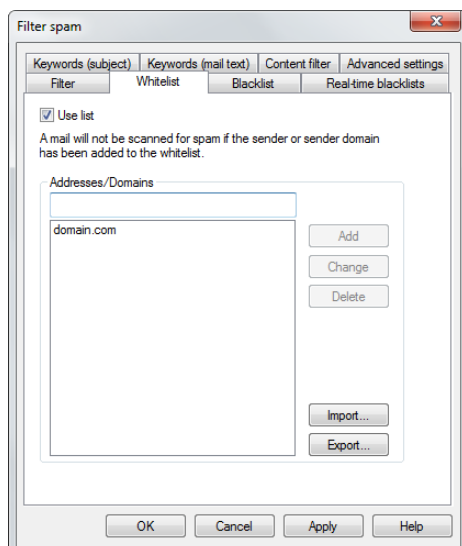 Filter spam
Keywords (subject) Keywords (mail text) Content filter Advanced settings
Filter Whitelist Blacklist Real-time blacklists
Use list
A mail will not be scanned for spam if the sender or sender domain
has been added to the whitelist.
Addresses/Domains
domain.com
Add
Change
Delete
Import...
Export...
OK Cancel Apply Help